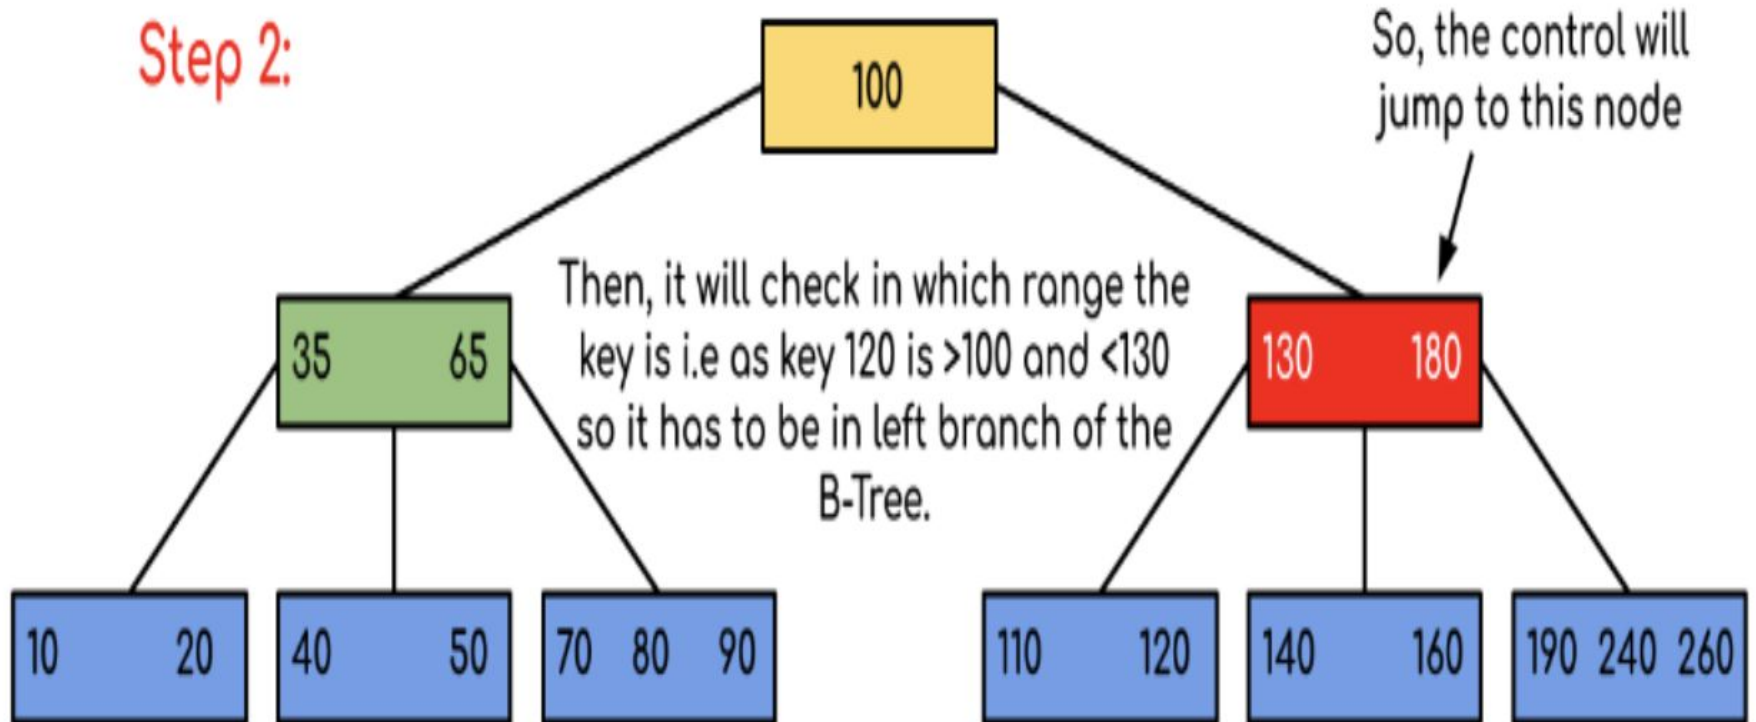 Step 2:
100
So, the control will
jump to this node
Then, it will check in which range the
key is i.e as key 120 is >100 and <130
so it has to be in left branch of the
B-Tree.
35 65
130 180
10 20
40 50
70 80 90
110 120
140 160
190 240 260